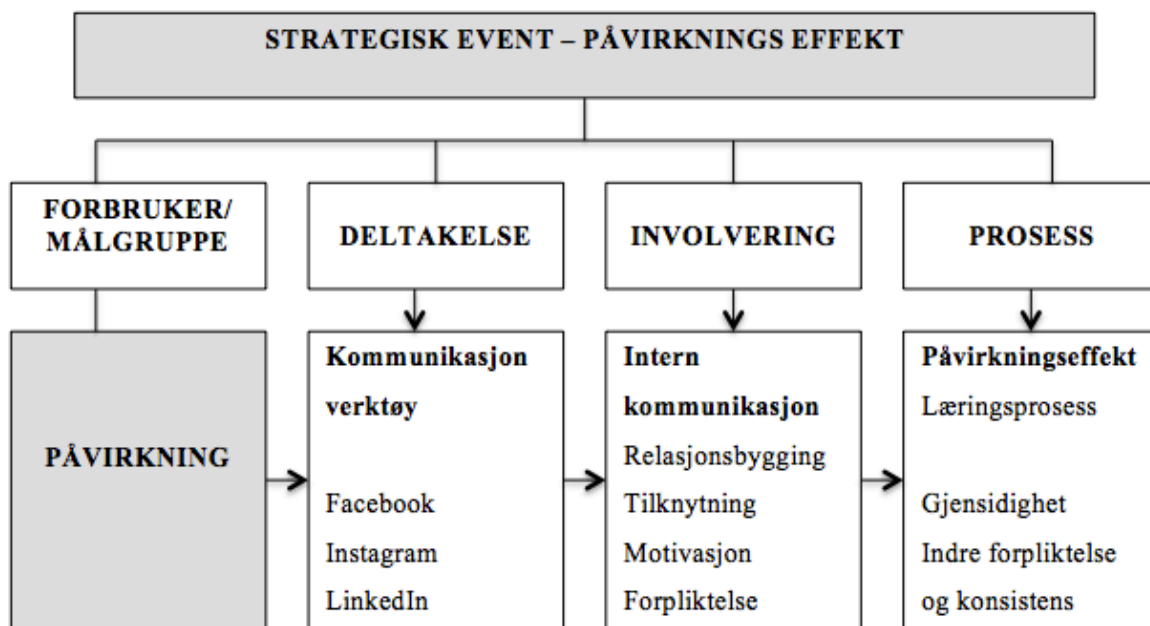 STRATEGISK EVENT – PÅVIRKNINGS EFFEKT
FORBRUKER/
MÅLGRUPPE
DELTAKELSE
INVOLVERING
PROSESS
PÅVIRKNING
Kommunikasjon
verktøy
Facebook
Instagram
LinkedIn
Intern
kommunikasjon
Relasjonsbygging
Tilknytning
Motivasjon
Forpliktelse
Påvirkningseffekt
Læringsprosess
Gjensidighet
Indre forpliktelse
og konsistens